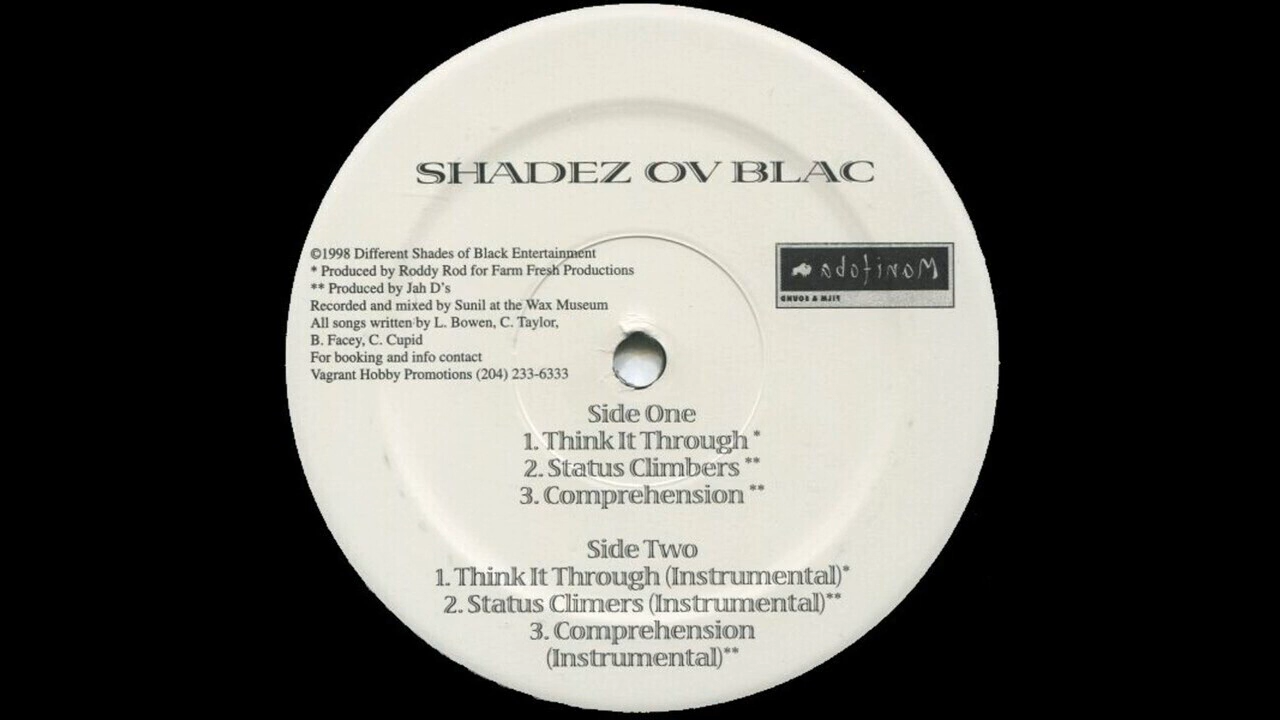 SHADEZ OV BLAC
©1998 Different Shades of Black Entertainment
* Produced by Roddy Rod for Farm Fresh Productions
** Produced by Jah D's
Recorded and mixed by Sunil at the Wax Museum
All songs written by L. Bowen, C. Taylor,
B. Facey, C. Cupid
For booking and info contact
Vagrant Hobby Promotions (204) 233-6333
Manitoba
FILM & SOUND
Side One
1. Think It Through *
2. Status Climbers **
3. Comprehension **
Side Two
1. Think It Through (Instrumental)*
2. Status Climers (Instrumental)**
3. Comprehension
(Instrumental)**